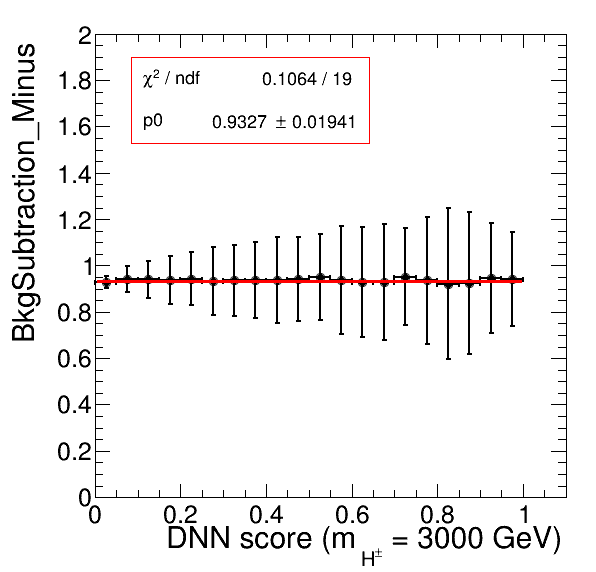 BkgSubtraction_Minus
2
1.8
1.6
1.4
1.2
1
0.8
0.6
0.4
0.2
0
χ² / ndf 0.1064 / 19
p0 0.9327 ± 0.01941
0 0.2 0.4 0.6 0.8 1
DNN score (m_H± = 3000 GeV)